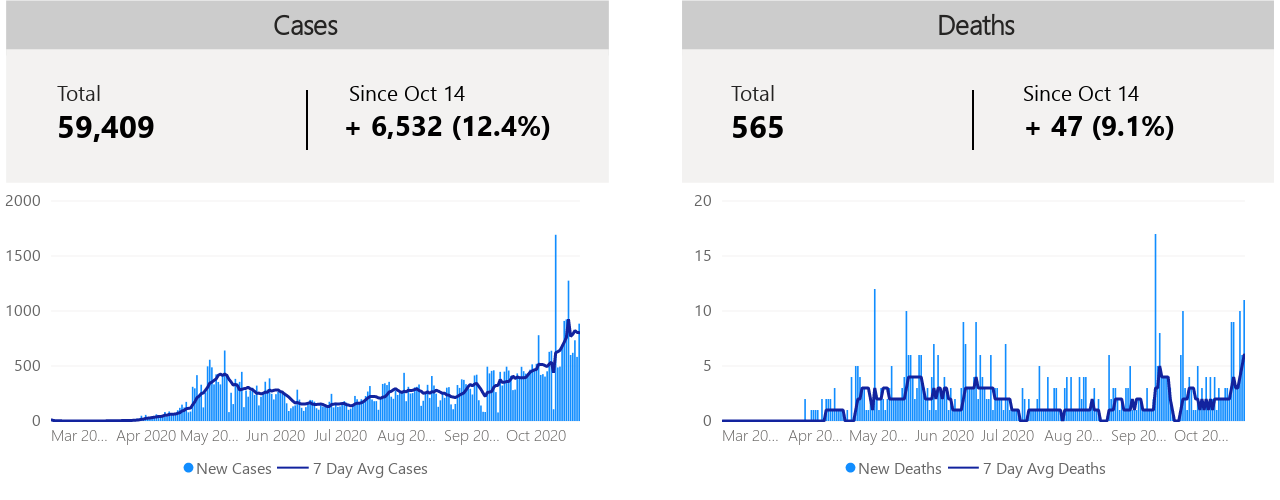 Cases
Total
59,409
Since Oct 14
+ 6,532 (12.4%)
2000
1500
1000
500
0
Mar 20... Apr 2020 May 20... Jun 2020 Jul 2020 Aug 20... Sep 20... Oct 2020
New Cases 7 Day Avg Cases
Deaths
Total
565
Since Oct 14
+ 47 (9.1%)
20
15
10
5
0
Mar 20... Apr 20... May 20... Jun 2020 Jul 2020 Aug 20... Sep 20... Oct 20...
New Deaths 7 Day Avg Deaths